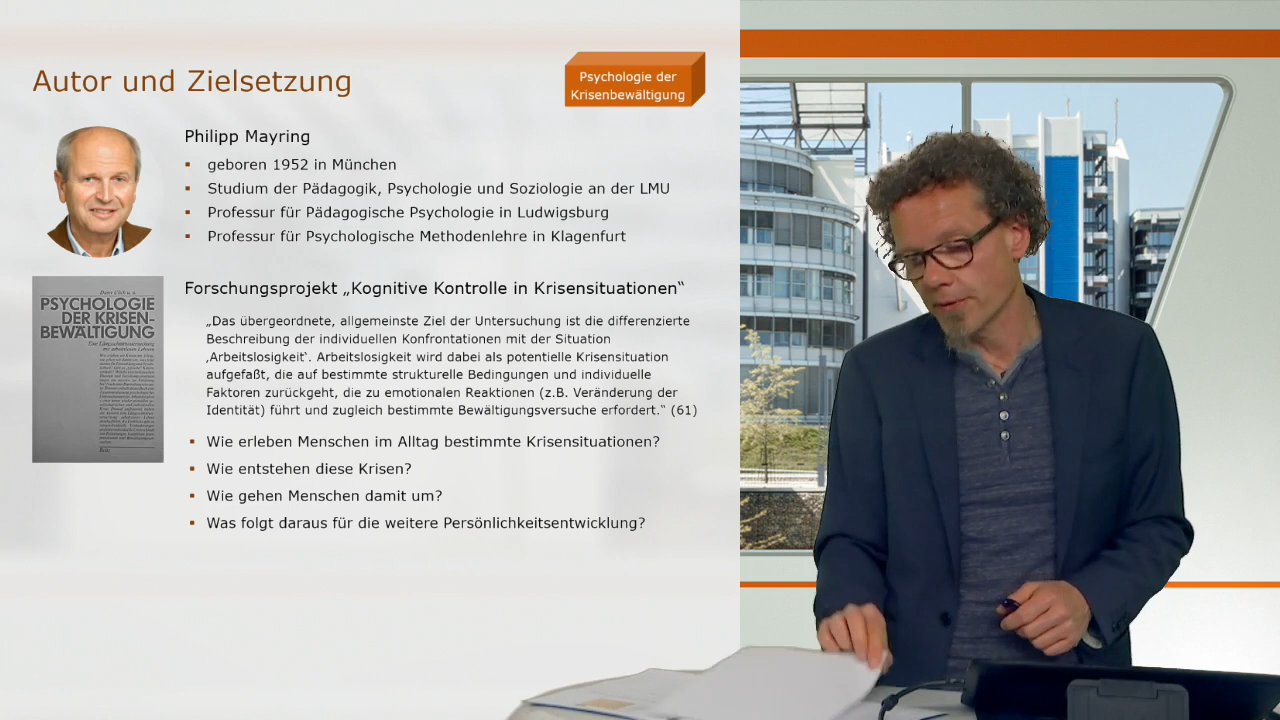 Autor und Zielsetzung
Psychologie der
Krisenbewältigung
Philipp Mayring
▪ geboren 1952 in München
▪ Studium der Pädagogik, Psychologie und Soziologie an der LMU
▪ Professur für Pädagogische Psychologie in Ludwigsburg
▪ Professur für Psychologische Methodenlehre in Klagenfurt
PSYCHOLOGIE
DER KRISEN-
BEWÄLTIGUNG
Forschungsprojekt „Kognitive Kontrolle in Krisensituationen“
„Das übergeordnete, allgemeinste Ziel der Untersuchung ist die differenzierte
Beschreibung der individuellen Konfrontationen mit der Situation
‚Arbeitslosigkeit‘. Arbeitslosigkeit wird dabei als potentielle Krisensituation
aufgefaßt, die auf bestimmte strukturelle Bedingungen und individuelle
Faktoren zurückgeht, die zu emotionalen Reaktionen (z.B. Veränderung der
Identität) führt und zugleich bestimmte Bewältigungsversuche erfordert.“ (61)
▪ Wie erleben Menschen im Alltag bestimmte Krisensituationen?
▪ Wie entstehen diese Krisen?
▪ Wie gehen Menschen damit um?
▪ Was folgt daraus für die weitere Persönlichkeitsentwicklung?